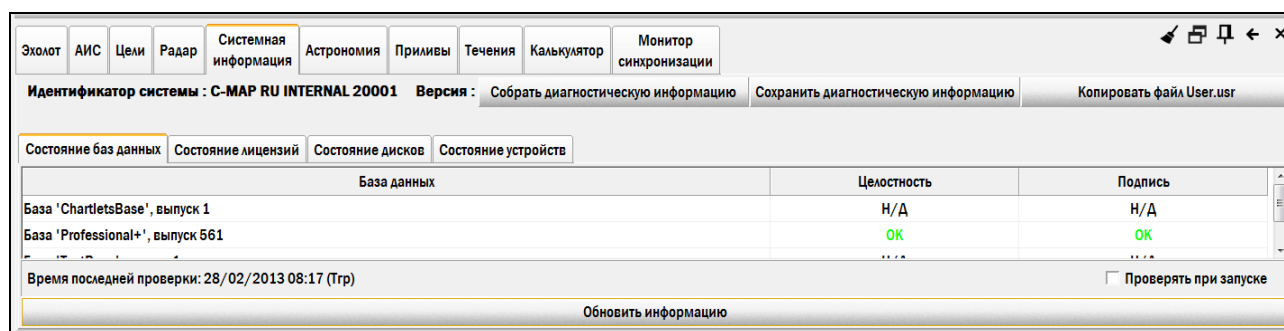 Эхолот АИС Цели Радар Системная информация Астрономия Приливы Течения Калькулятор Монитор синхронизации
Идентификатор системы : C-MAP RU INTERNAL 20001 Версия : Собрать диагностическую информацию Сохранить диагностическую информацию Копировать файл User.usr
Состояние баз данных Состояние лицензий Состояние дисков Состояние устройств
База данных Целостность Подпись
База 'ChartletsBase', выпуск 1 Н/Д Н/Д
База 'Professional+', выпуск 561 OK OK
Время последней проверки: 28/02/2013 08:17 (Тгр) Проверять при запуске
Обновить информацию